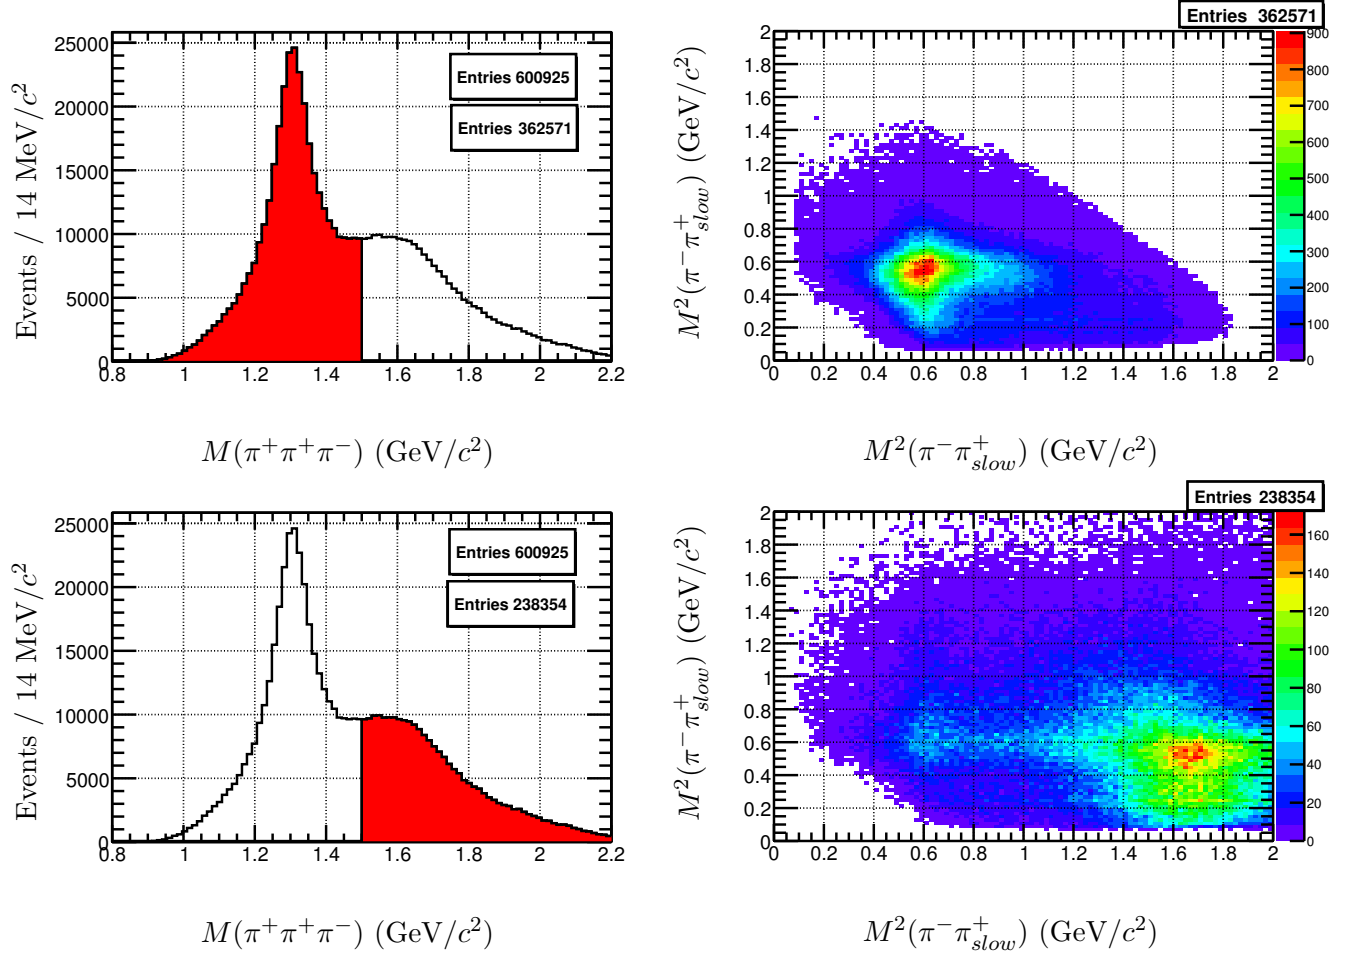 Entries 600925
Entries 362571
Events / 14 MeV/c²
25000
20000
15000
10000
5000
0
0.8 1 1.2 1.4 1.6 1.8 2 2.2
M(π⁺π⁺π⁻) (GeV/c²)
Entries 362571
M²(π⁻π⁺slow) (GeV/c²)
2
1.8
1.6
1.4
1.2
1
0.8
0.6
0.4
0.2
0
0 0.2 0.4 0.6 0.8 1 1.2 1.4 1.6 1.8 2
900
800
700
600
500
400
300
200
100
0
M²(π⁻π⁺slow) (GeV/c²)
Entries 600925
Entries 238354
Events / 14 MeV/c²
25000
20000
15000
10000
5000
0
0.8 1 1.2 1.4 1.6 1.8 2 2.2
M(π⁺π⁺π⁻) (GeV/c²)
Entries 238354
M²(π⁻π⁺slow) (GeV/c²)
2
1.8
1.6
1.4
1.2
1
0.8
0.6
0.4
0.2
0
0 0.2 0.4 0.6 0.8 1 1.2 1.4 1.6 1.8 2
160
140
120
100
80
60
40
20
0
M²(π⁻π⁺slow) (GeV/c²)